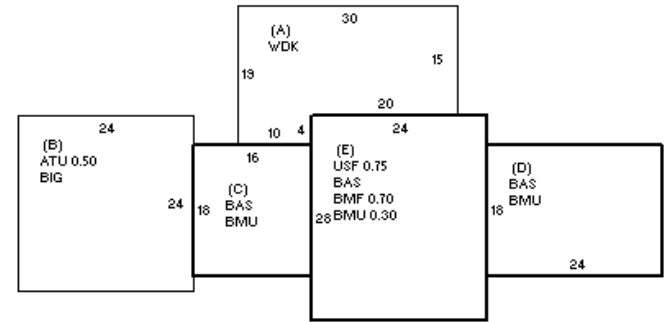 30
(A)
WDK
15
19
20
24
(B)
ATU 0.50
BIG
24
10
4
16
(C)
BAS
BMU
18
24
(E)
USF 0.75
BAS
BMF 0.70
BMU 0.30
28
(D)
BAS
BMU
18
24